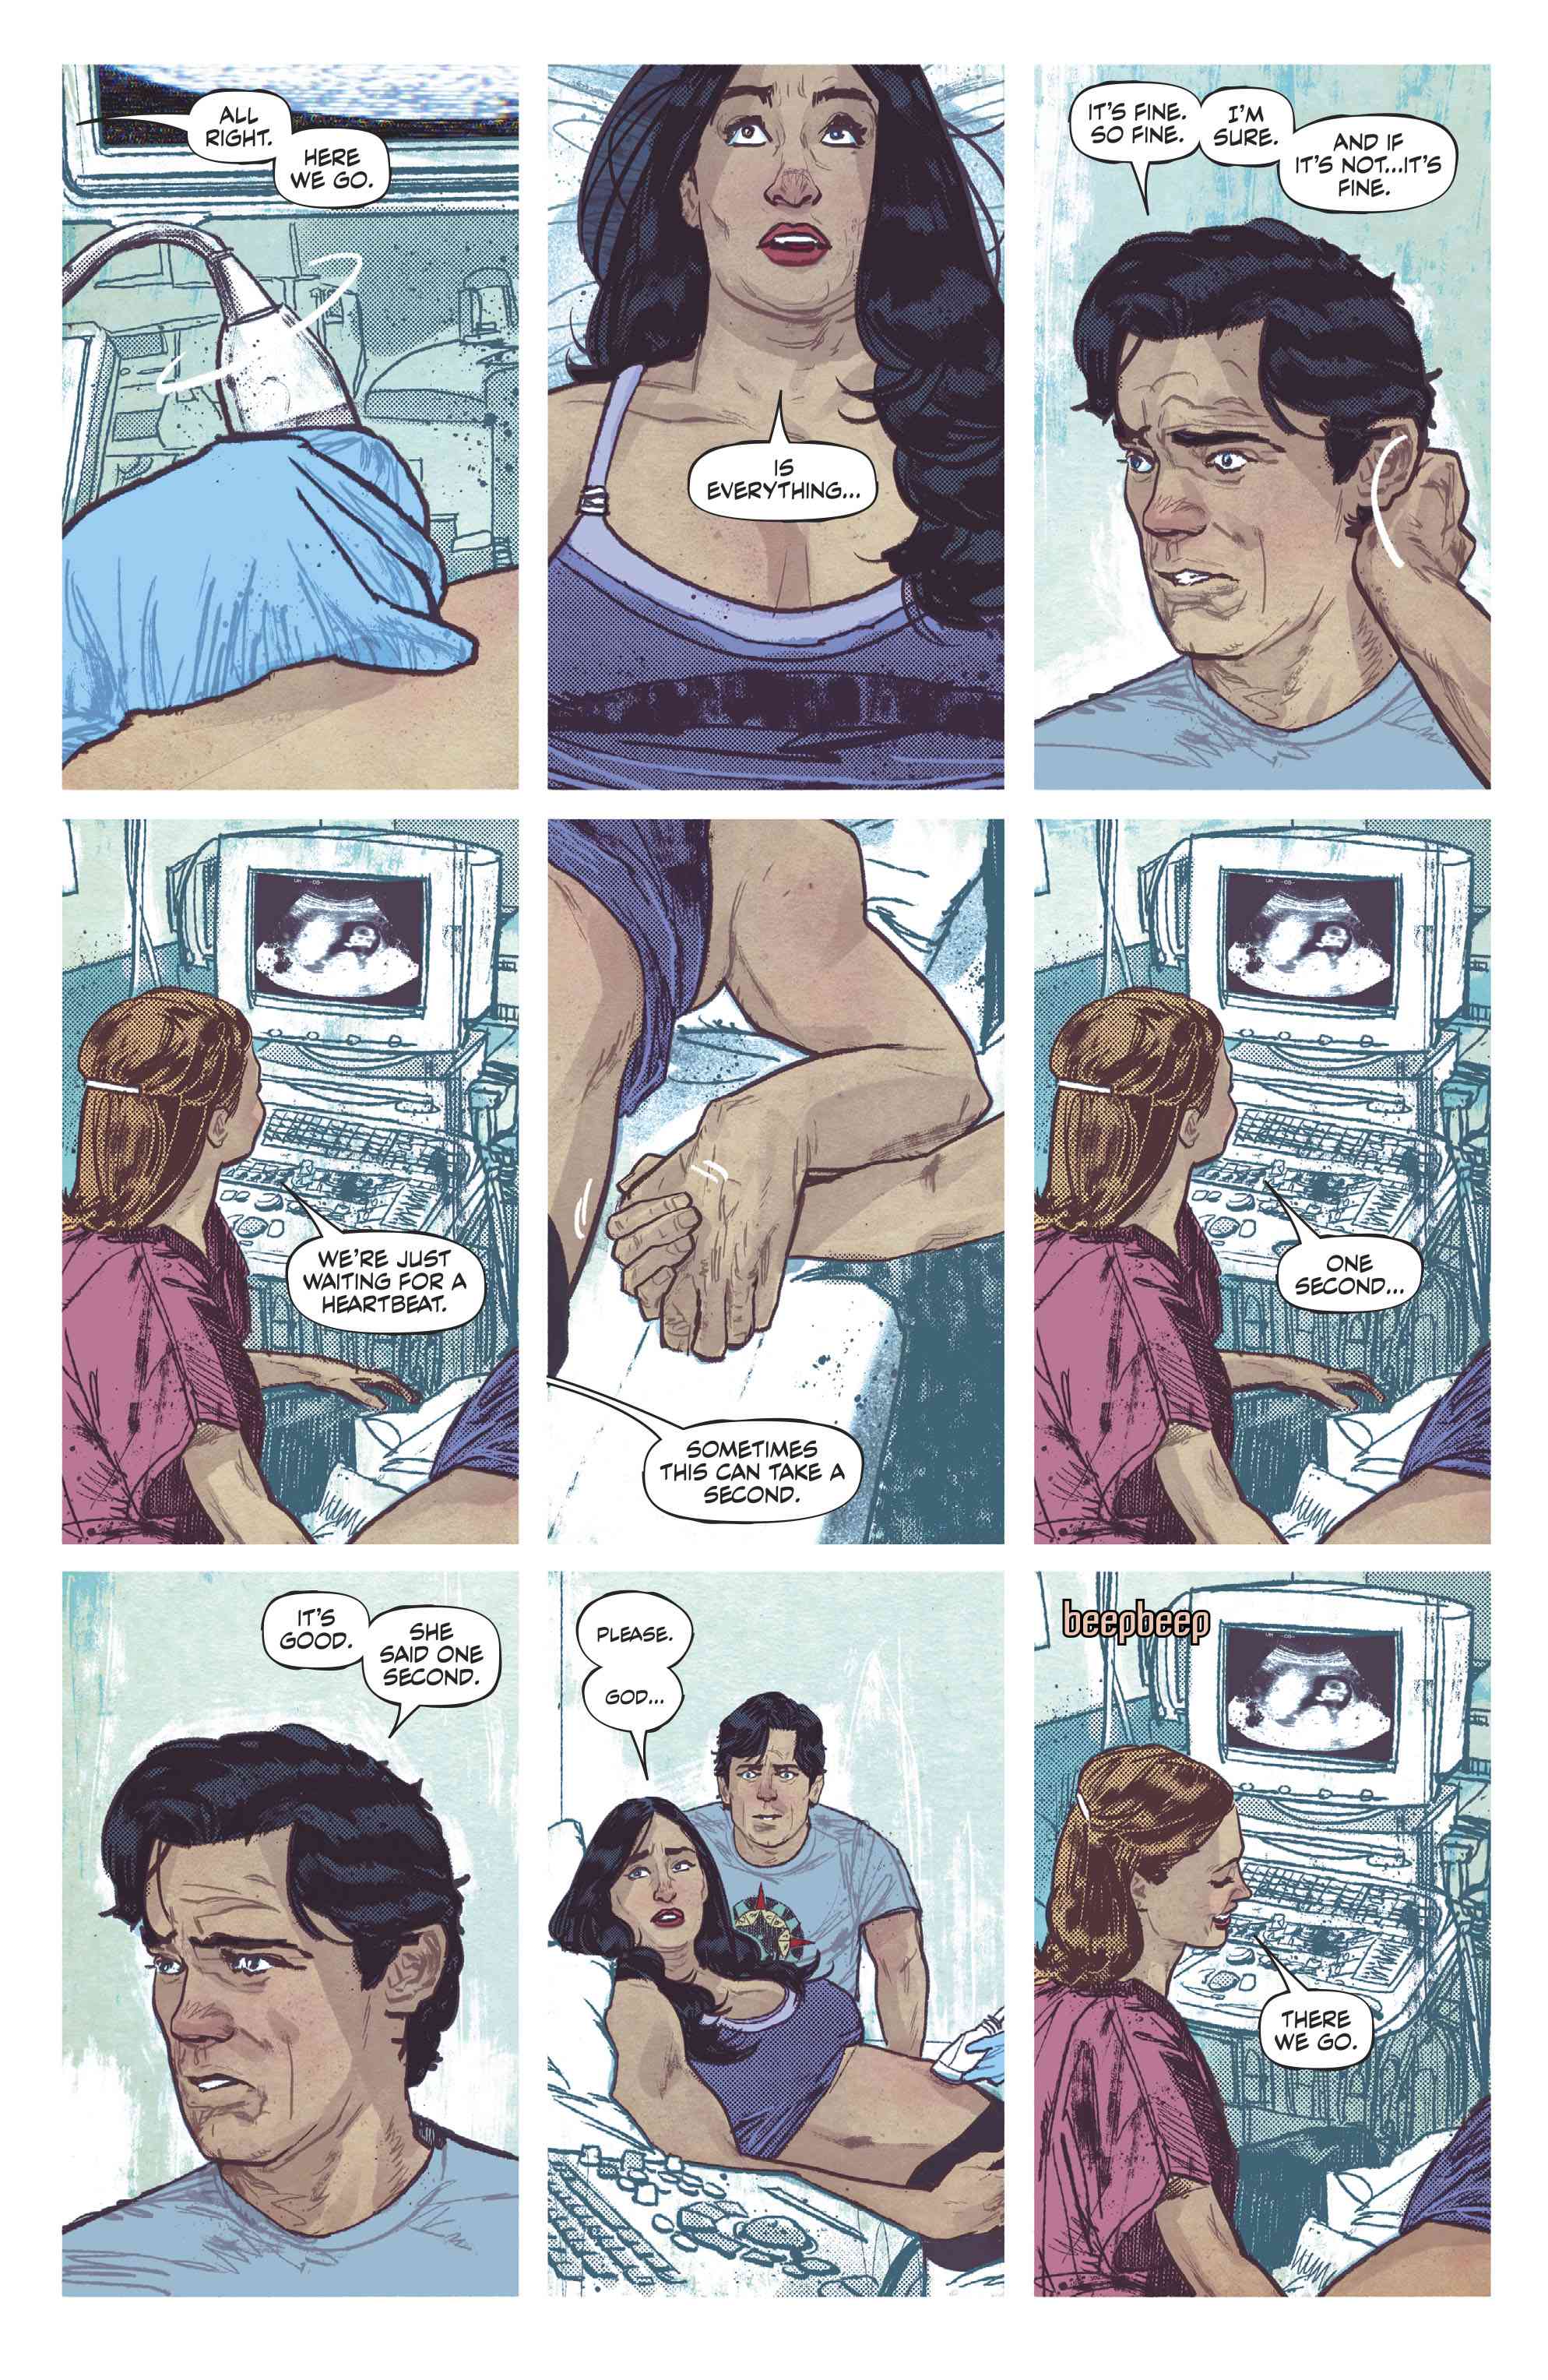 ALL
RIGHT.
HERE
WE GO.
IS
EVERYTHING...
IT'S FINE.
SO FINE.
I'M
SURE.
AND IF
IT'S NOT...IT'S
FINE.
WE'RE JUST
WAITING FOR A
HEARTBEAT.
SOMETIMES
THIS CAN TAKE A
SECOND.
ONE
SECOND...
IT'S
GOOD.
SHE
SAID ONE
SECOND.
PLEASE.
GOD...
beepbeep
THERE
WE GO.